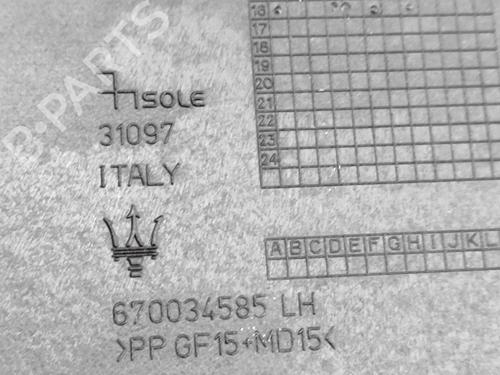 B-PARTS
16
17
18
19
20
21
22
23
24
SOLE
31097
ITALY
A B C D E F G H I J K L
670034585 LH
>PP GF15+MD15<